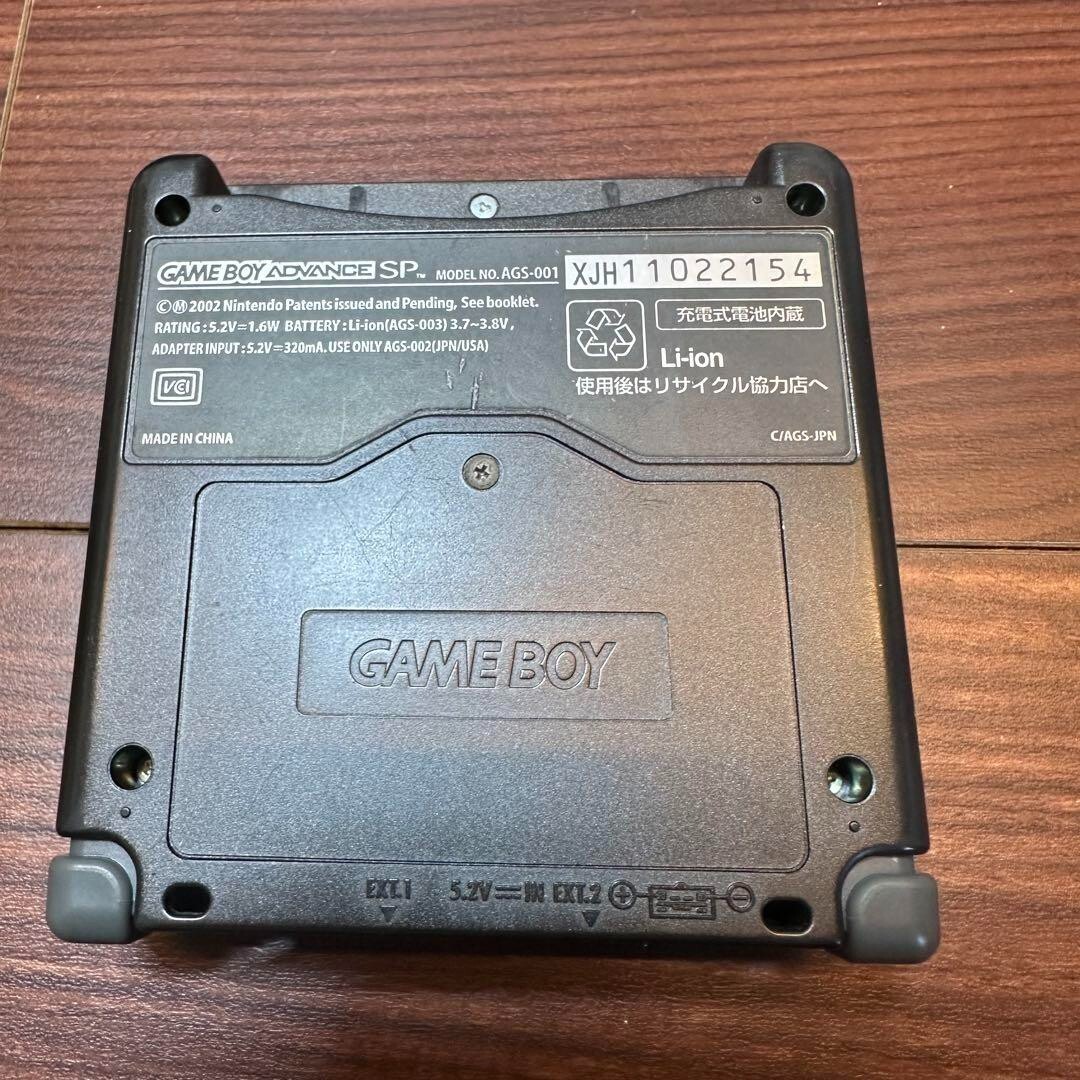 GAME BOY ADVANCE SP™ MODEL NO. AGS-001 XJH11022154
©Ⓜ 2002 Nintendo Patents issued and Pending, See booklet.
RATING : 5.2V⎓1.6W BATTERY : Li-ion(AGS-003) 3.7~3.8V,
ADAPTER INPUT : 5.2V⎓320mA. USE ONLY AGS-002(JPN/USA)
VCI
MADE IN CHINA
充電式電池内蔵
Li-ion
使用後はリサイクル協力店へ
C/AGS-JPN
GAME BOY
EXT.1 5.2V⎓IN EXT.2